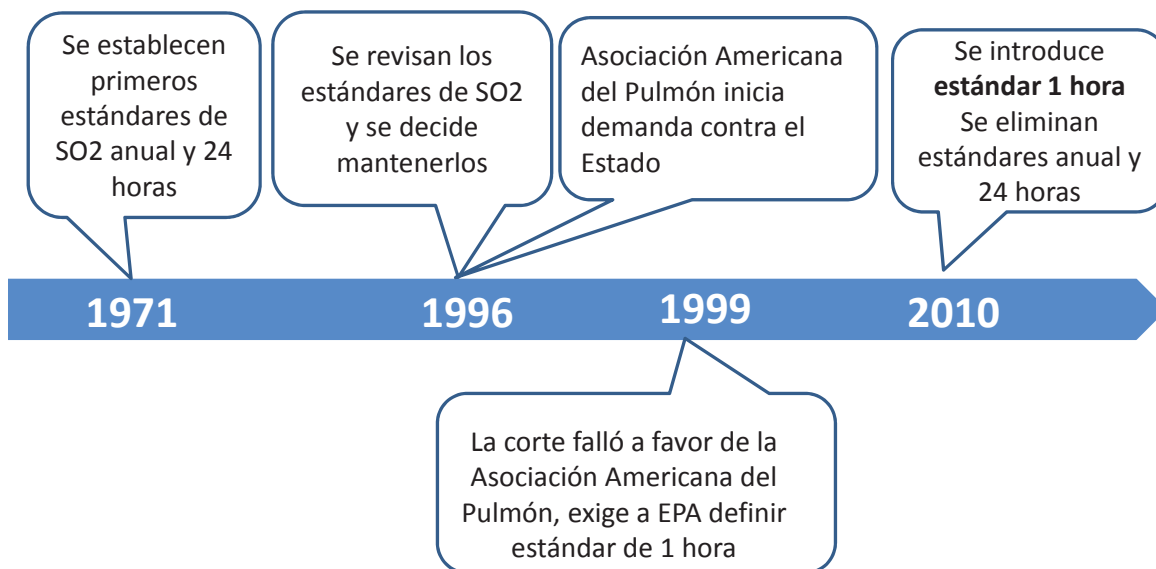 Se establecen
primeros
estándares de
SO2 anual y 24
horas
Se revisan los
estándares de SO2
y se decide
mantenerlos
Asociación Americana
del Pulmón inicia
demanda contra el
Estado
Se introduce
estándar 1 hora
Se eliminan
estándares anual y
24 horas
1971
1996
1999
2010
La corte falló a favor de la
Asociación Americana del
Pulmón, exige a EPA definir
estándar de 1 hora